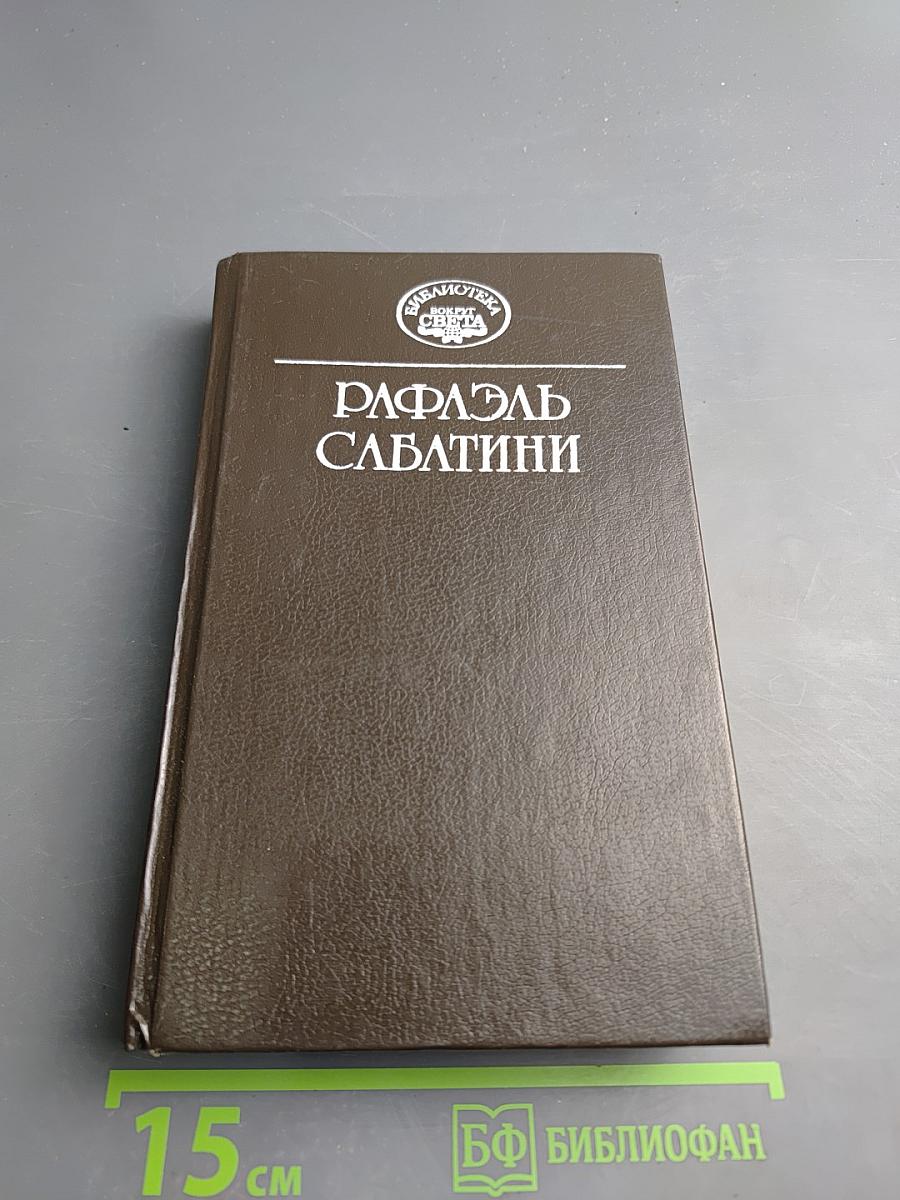 БИБЛИОТЕКА
ВОКРУГ
СВЕТА
РАФАЭЛЬ
САБАТИНИ
15 см
БФ БИБЛИОФАН